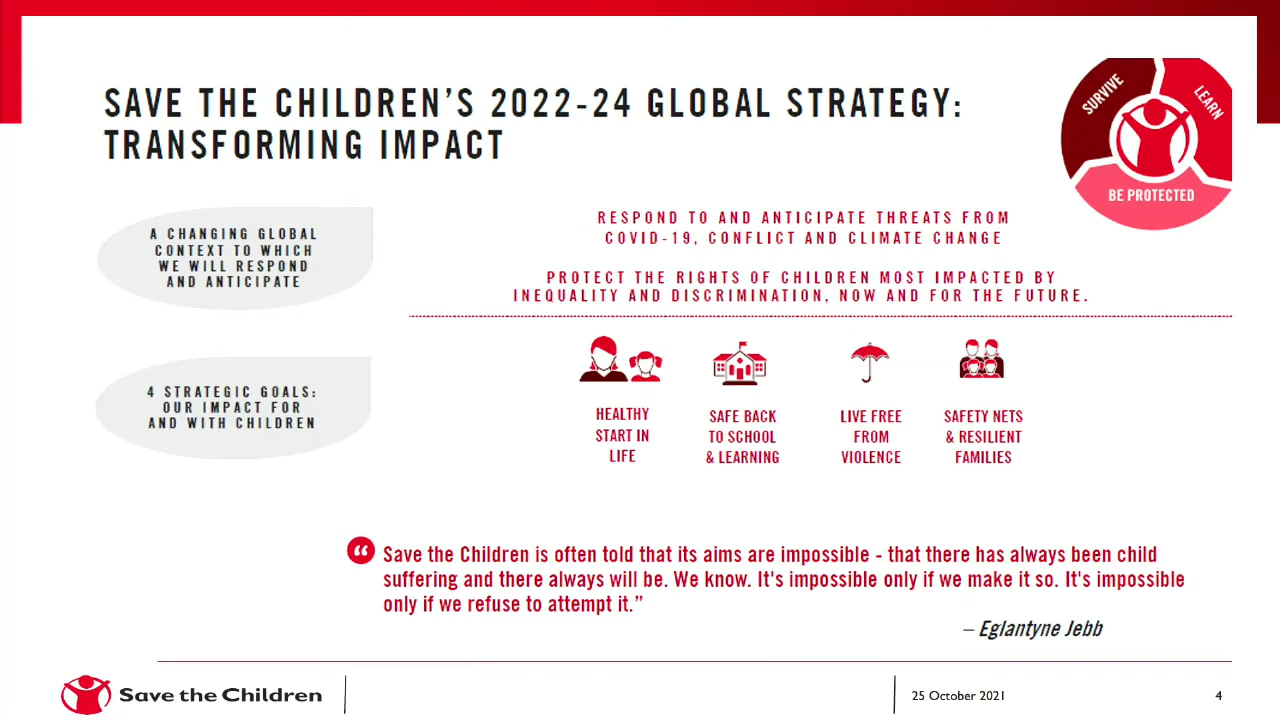 SAVE THE CHILDREN'S 2022-24 GLOBAL STRATEGY:
TRANSFORMING IMPACT
SURVIVE
LEARN
BE PROTECTED
A CHANGING GLOBAL
CONTEXT TO WHICH
WE WILL RESPOND
AND ANTICIPATE
RESPOND TO AND ANTICIPATE THREATS FROM
COVID-19, CONFLICT AND CLIMATE CHANGE
PROTECT THE RIGHTS OF CHILDREN MOST IMPACTED BY
INEQUALITY AND DISCRIMINATION, NOW AND FOR THE FUTURE.
4 STRATEGIC GOALS:
OUR IMPACT FOR
AND WITH CHILDREN
HEALTHY
START IN
LIFE
SAFE BACK
TO SCHOOL
& LEARNING
LIVE FREE
FROM
VIOLENCE
SAFETY NETS
& RESILIENT
FAMILIES
“ Save the Children is often told that its aims are impossible - that there has always been child
suffering and there always will be. We know. It's impossible only if we make it so. It's impossible
only if we refuse to attempt it.”
– Eglantyne Jebb
Save the Children
25 October 2021
4